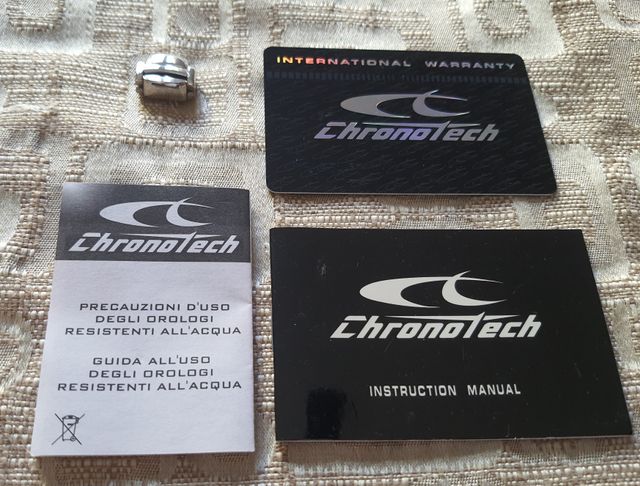 INTERNATIONAL WARRANTY
ChronoTech
ChronoTech
PRECAUZIONI D'USO
DEGLI OROLOGI
RESISTENTI ALL'ACQUA
GUIDA ALL'USO
DEGLI OROLOGI
RESISTENTI ALL'ACQUA
ChronoTech
INSTRUCTION MANUAL